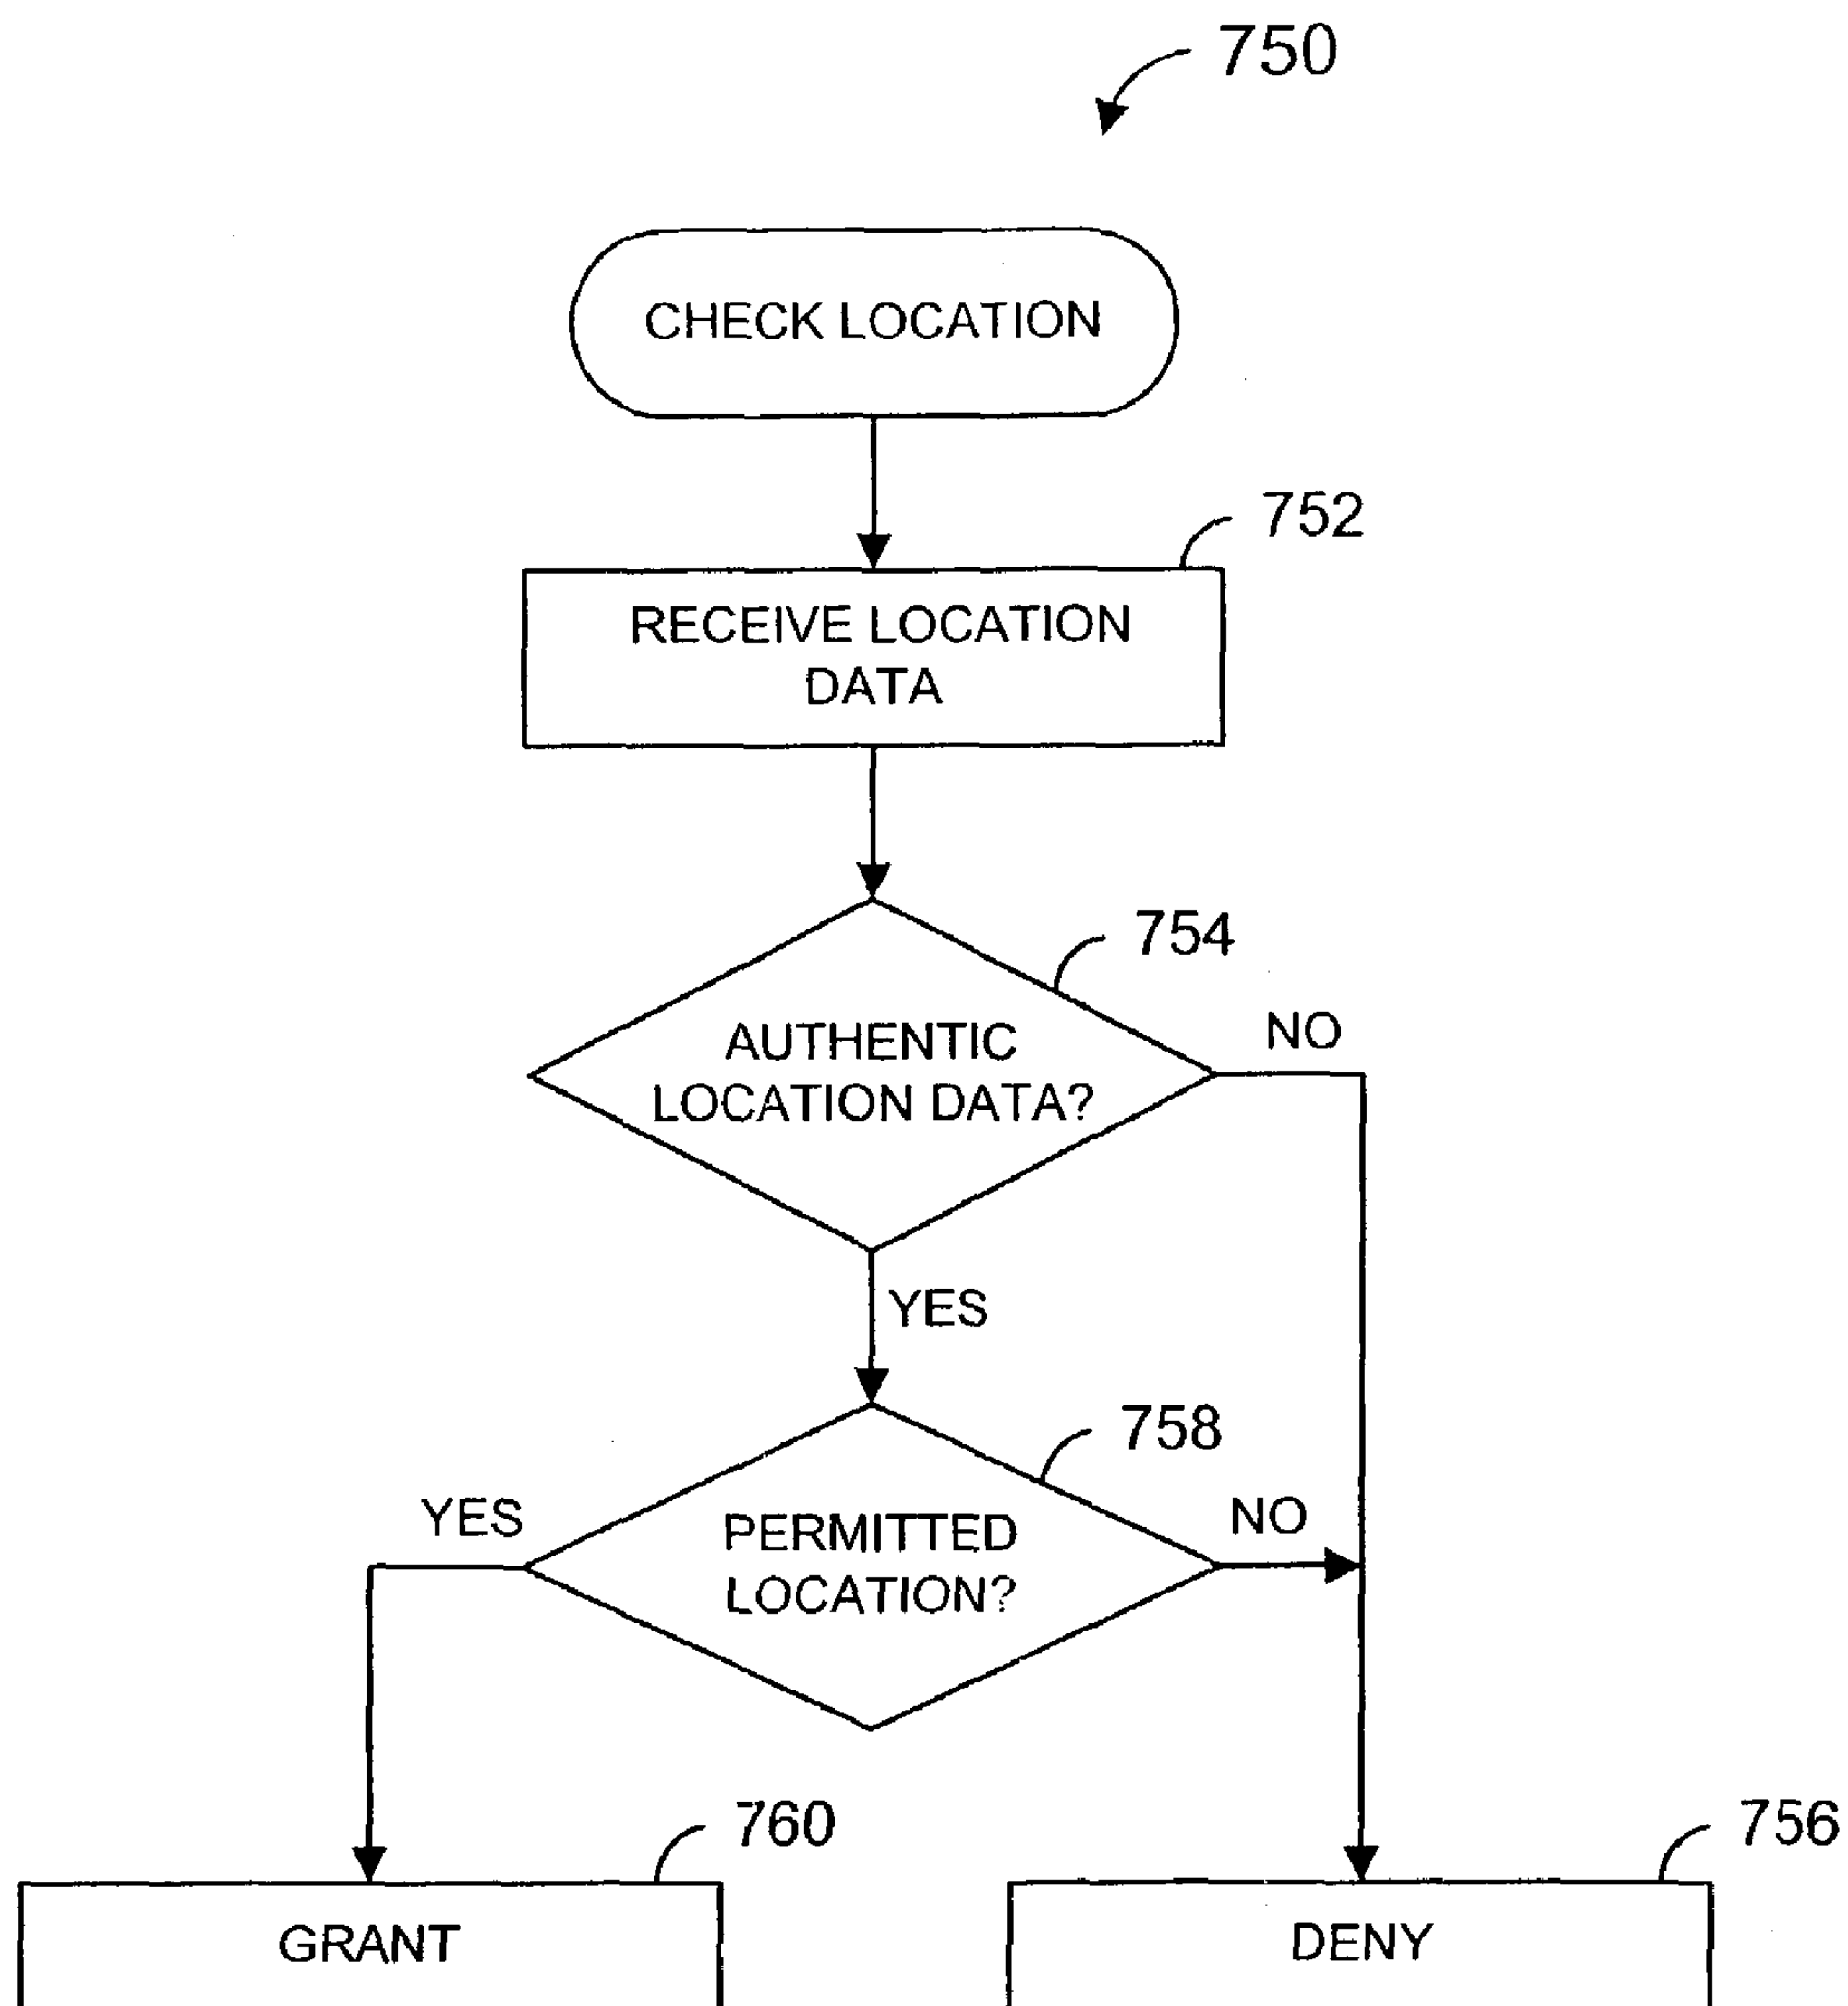 750
CHECK LOCATION
752
RECEIVE LOCATION
DATA
754
AUTHENTIC
LOCATION DATA?
NO
YES
758
YES
PERMITTED
LOCATION?
NO
760
756
GRANT
DENY